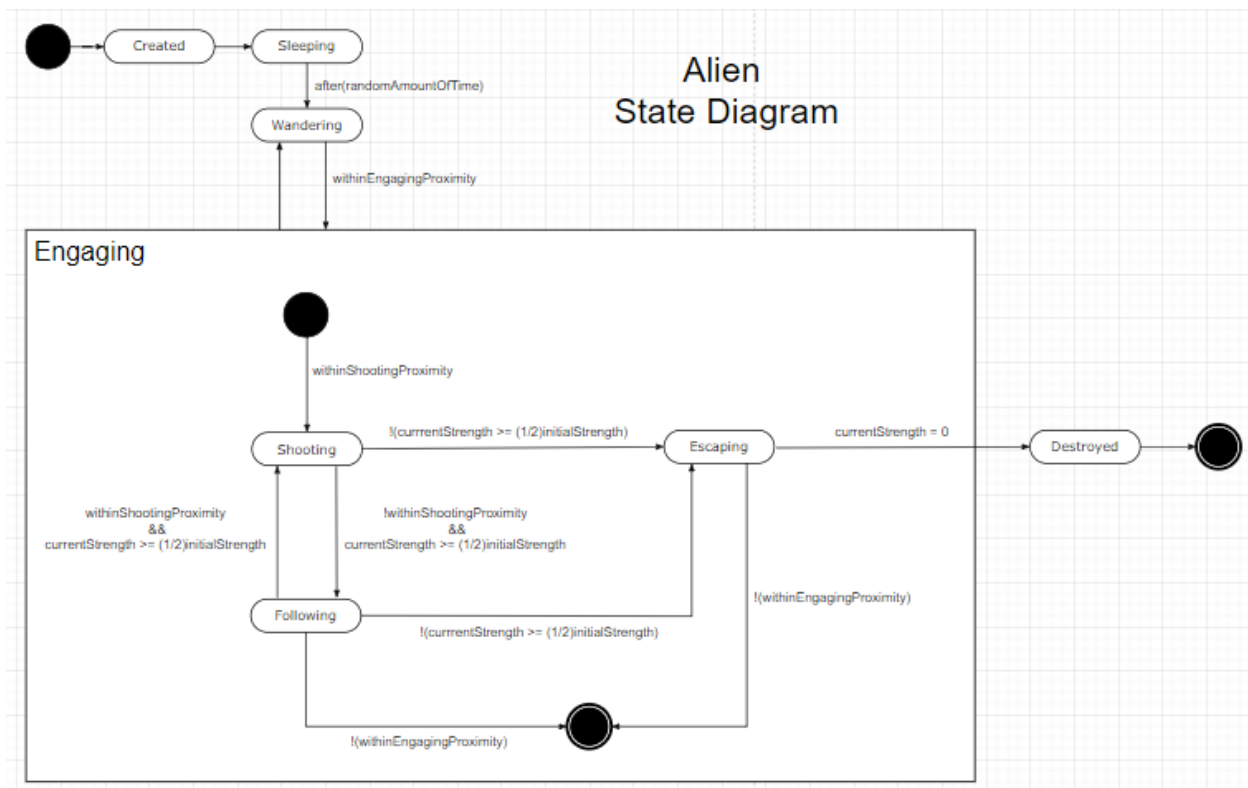 Created
Sleeping
Alien
State Diagram
after(randomAmountOfTime)
Wandering
withinEngagingProximity
Engaging
withinShootingProximity
!(currrentStrength >= (1/2)initialStrength)
currentStrength = 0
Shooting
Escaping
Destroyed
withinShootingProximity
&&
currentStrength >= (1/2)initialStrength
!withinShootingProximity
&&
currentStrength >= (1/2)initialStrength
!(withinEngagingProximity)
Following
!(currrentStrength >= (1/2)initialStrength)
!(withinEngagingProximity)